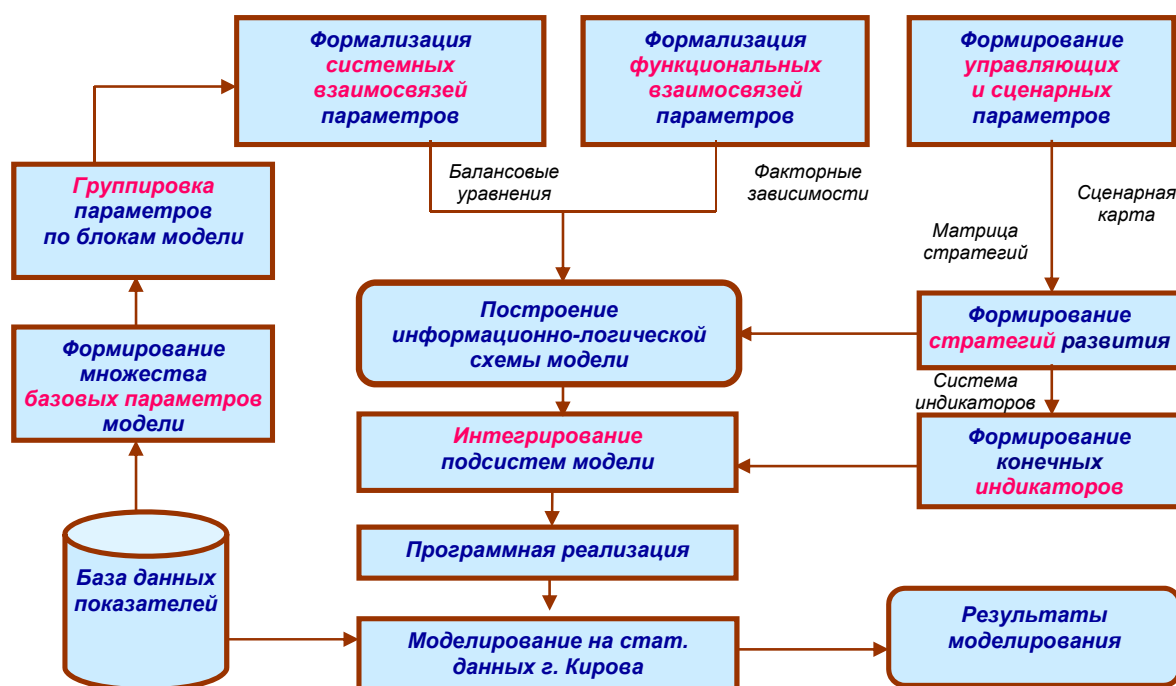 Формализация
системных
взаимосвязей
параметров
Формализация
функциональных
взаимосвязей
параметров
Формирование
управляющих
и сценарных
параметров
Балансовые
уравнения
Факторные
зависимости
Сценарная
карта
Матрица
стратегий
Группировка
параметров
по блокам модели
Построение
информационно-логической
схемы модели
Формирование
стратегий развития
Формирование
множества
базовых параметров
модели
Система
индикаторов
Интегрирование
подсистем модели
Формирование
конечных
индикаторов
Программная реализация
База данных
показателей
Моделирование на стат.
данных г. Кирова
Результаты
моделирования